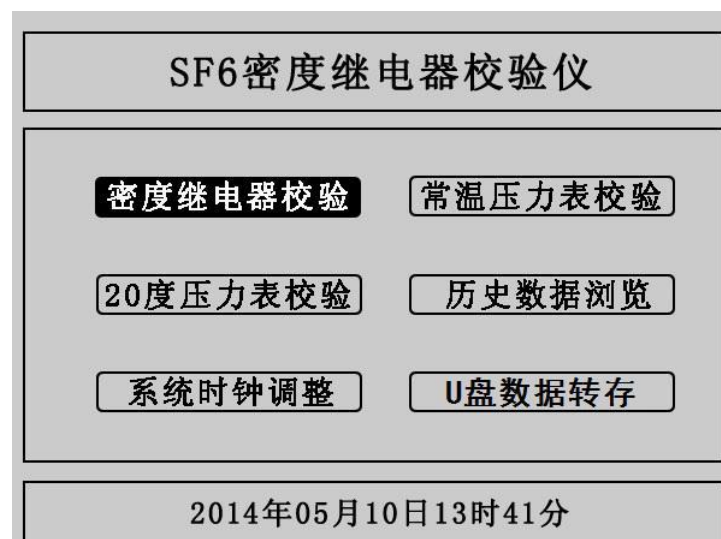 SF6密度继电器校验仪
密度继电器校验 常温压力表校验
20度压力表校验 历史数据浏览
系统时钟调整 U盘数据转存
2014年05月10日13时41分